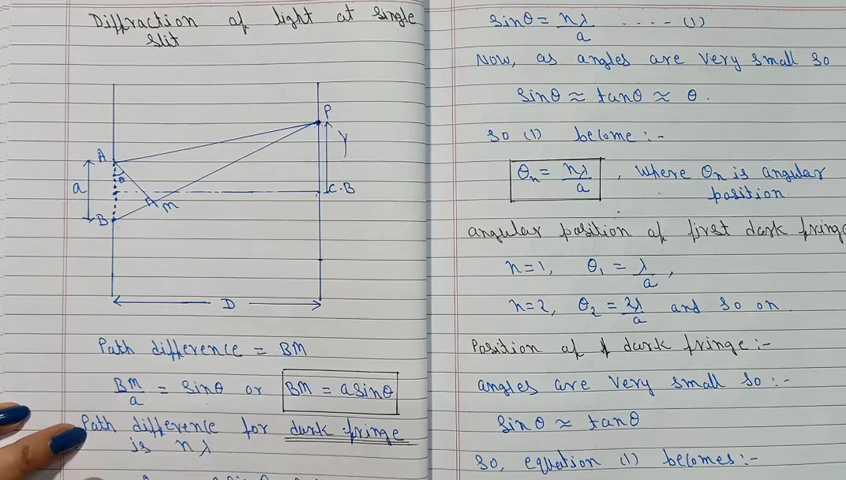 Diffraction of light at single
slit
P
A
y
θ
a
C.B
M
B
D
Path difference = BM
BM/a = sinθ or BM = a sinθ
Path difference for dark fringe
is nλ
sinθ = nλ/a ..... (1)
Now, as angles are very small so
sinθ ≈ tanθ ≈ θ.
so (1) become:-
θn = nλ/a , where θn is angular
position
angular position of first dark fringe
n=1, θ1 = λ/a ,
n=2, θ2 = 2λ/a and so on.
Position of dark fringe:-
angles are very small so:-
sinθ ≈ tanθ
so, equation (1) becomes:-